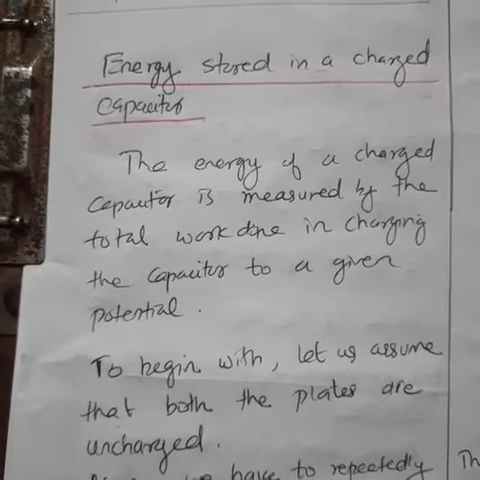 Energy stored in a charged
capacitor
The energy of a charged
capacitor is measured by the
total work done in charging
the capacitor to a given
potential.
To begin with, let us assume
that both the plates are
uncharged.
have to repeatedly
Th